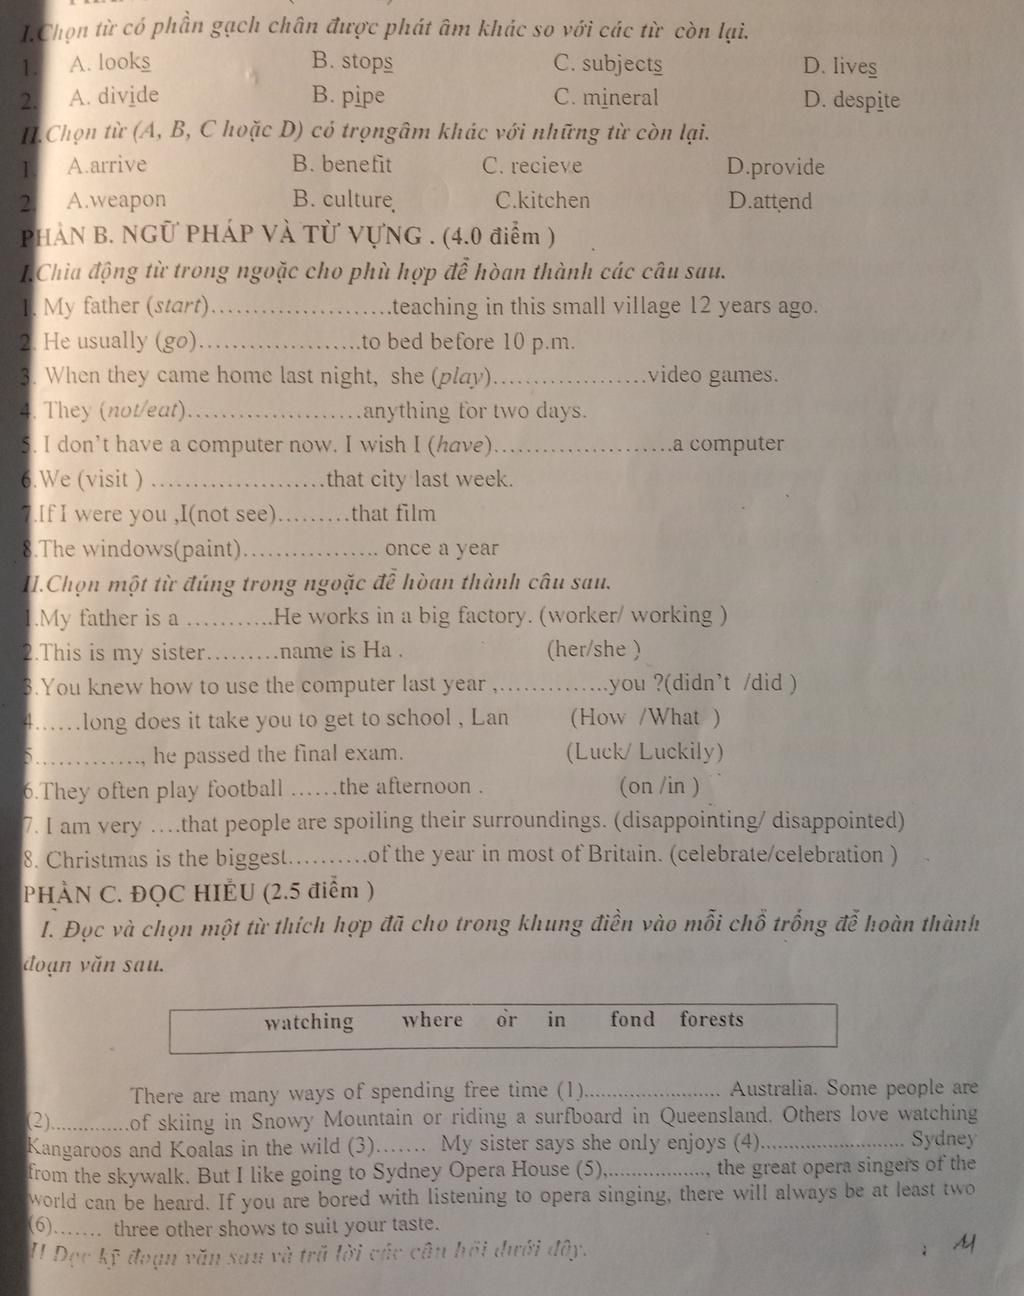 I.Chọn từ có phần gạch chân được phát âm khác so với các từ còn lại.
1. A. looks B. stops C. subjects D. lives
2. A. divide B. pipe C. mineral D. despite
II.Chọn từ (A, B, C hoặc D) có trọngâm khác với những từ còn lại.
1. A.arrive B. benefit C. recieve D.provide
2. A.weapon B. culture C.kitchen D.attend
PHẦN B. NGỮ PHÁP VÀ TỪ VỰNG . (4.0 điểm )
I.Chia động từ trong ngoặc cho phù hợp để hòan thành các câu sau.
1. My father (start)......................teaching in this small village 12 years ago.
2. He usually (go)....................to bed before 10 p.m.
3. When they came home last night, she (play)...................video games.
4. They (not/eat).....................anything for two days.
5. I don't have a computer now. I wish I (have)......................a computer
6.We (visit ) .....................that city last week.
7.If I were you ,I(not see).........that film
8.The windows(paint)................. once a year
II.Chọn một từ đúng trong ngoặc để hòan thành câu sau.
1.My father is a ...........He works in a big factory. (worker/ working )
2.This is my sister.........name is Ha . (her/she )
3.You knew how to use the computer last year ,..............you ?(didn't /did )
4......long does it take you to get to school , Lan (How /What )
5............., he passed the final exam. (Luck/ Luckily)
6.They often play football ......the afternoon . (on /in )
7. I am very ....that people are spoiling their surroundings. (disappointing/ disappointed)
8. Christmas is the biggest..........of the year in most of Britain. (celebrate/celebration )
PHẦN C. ĐỌC HIỂU (2.5 điểm )
I. Đọc và chọn một từ thích hợp đã cho trong khung điền vào mỗi chỗ trống để hoàn thành
đoạn văn sau.
watching where or in fond forests
There are many ways of spending free time (1)....................... Australia. Some people are
(2)..............of skiing in Snowy Mountain or riding a surfboard in Queensland. Others love watching
Kangaroos and Koalas in the wild (3)....... My sister says she only enjoys (4)......................... Sydney
from the skywalk. But I like going to Sydney Opera House (5),................., the great opera singers of the
world can be heard. If you are bored with listening to opera singing, there will always be at least two
(6)....... three other shows to suit your taste.
II Đọc kỹ đoạn văn sau và trả lời các câu hỏi dưới đây.